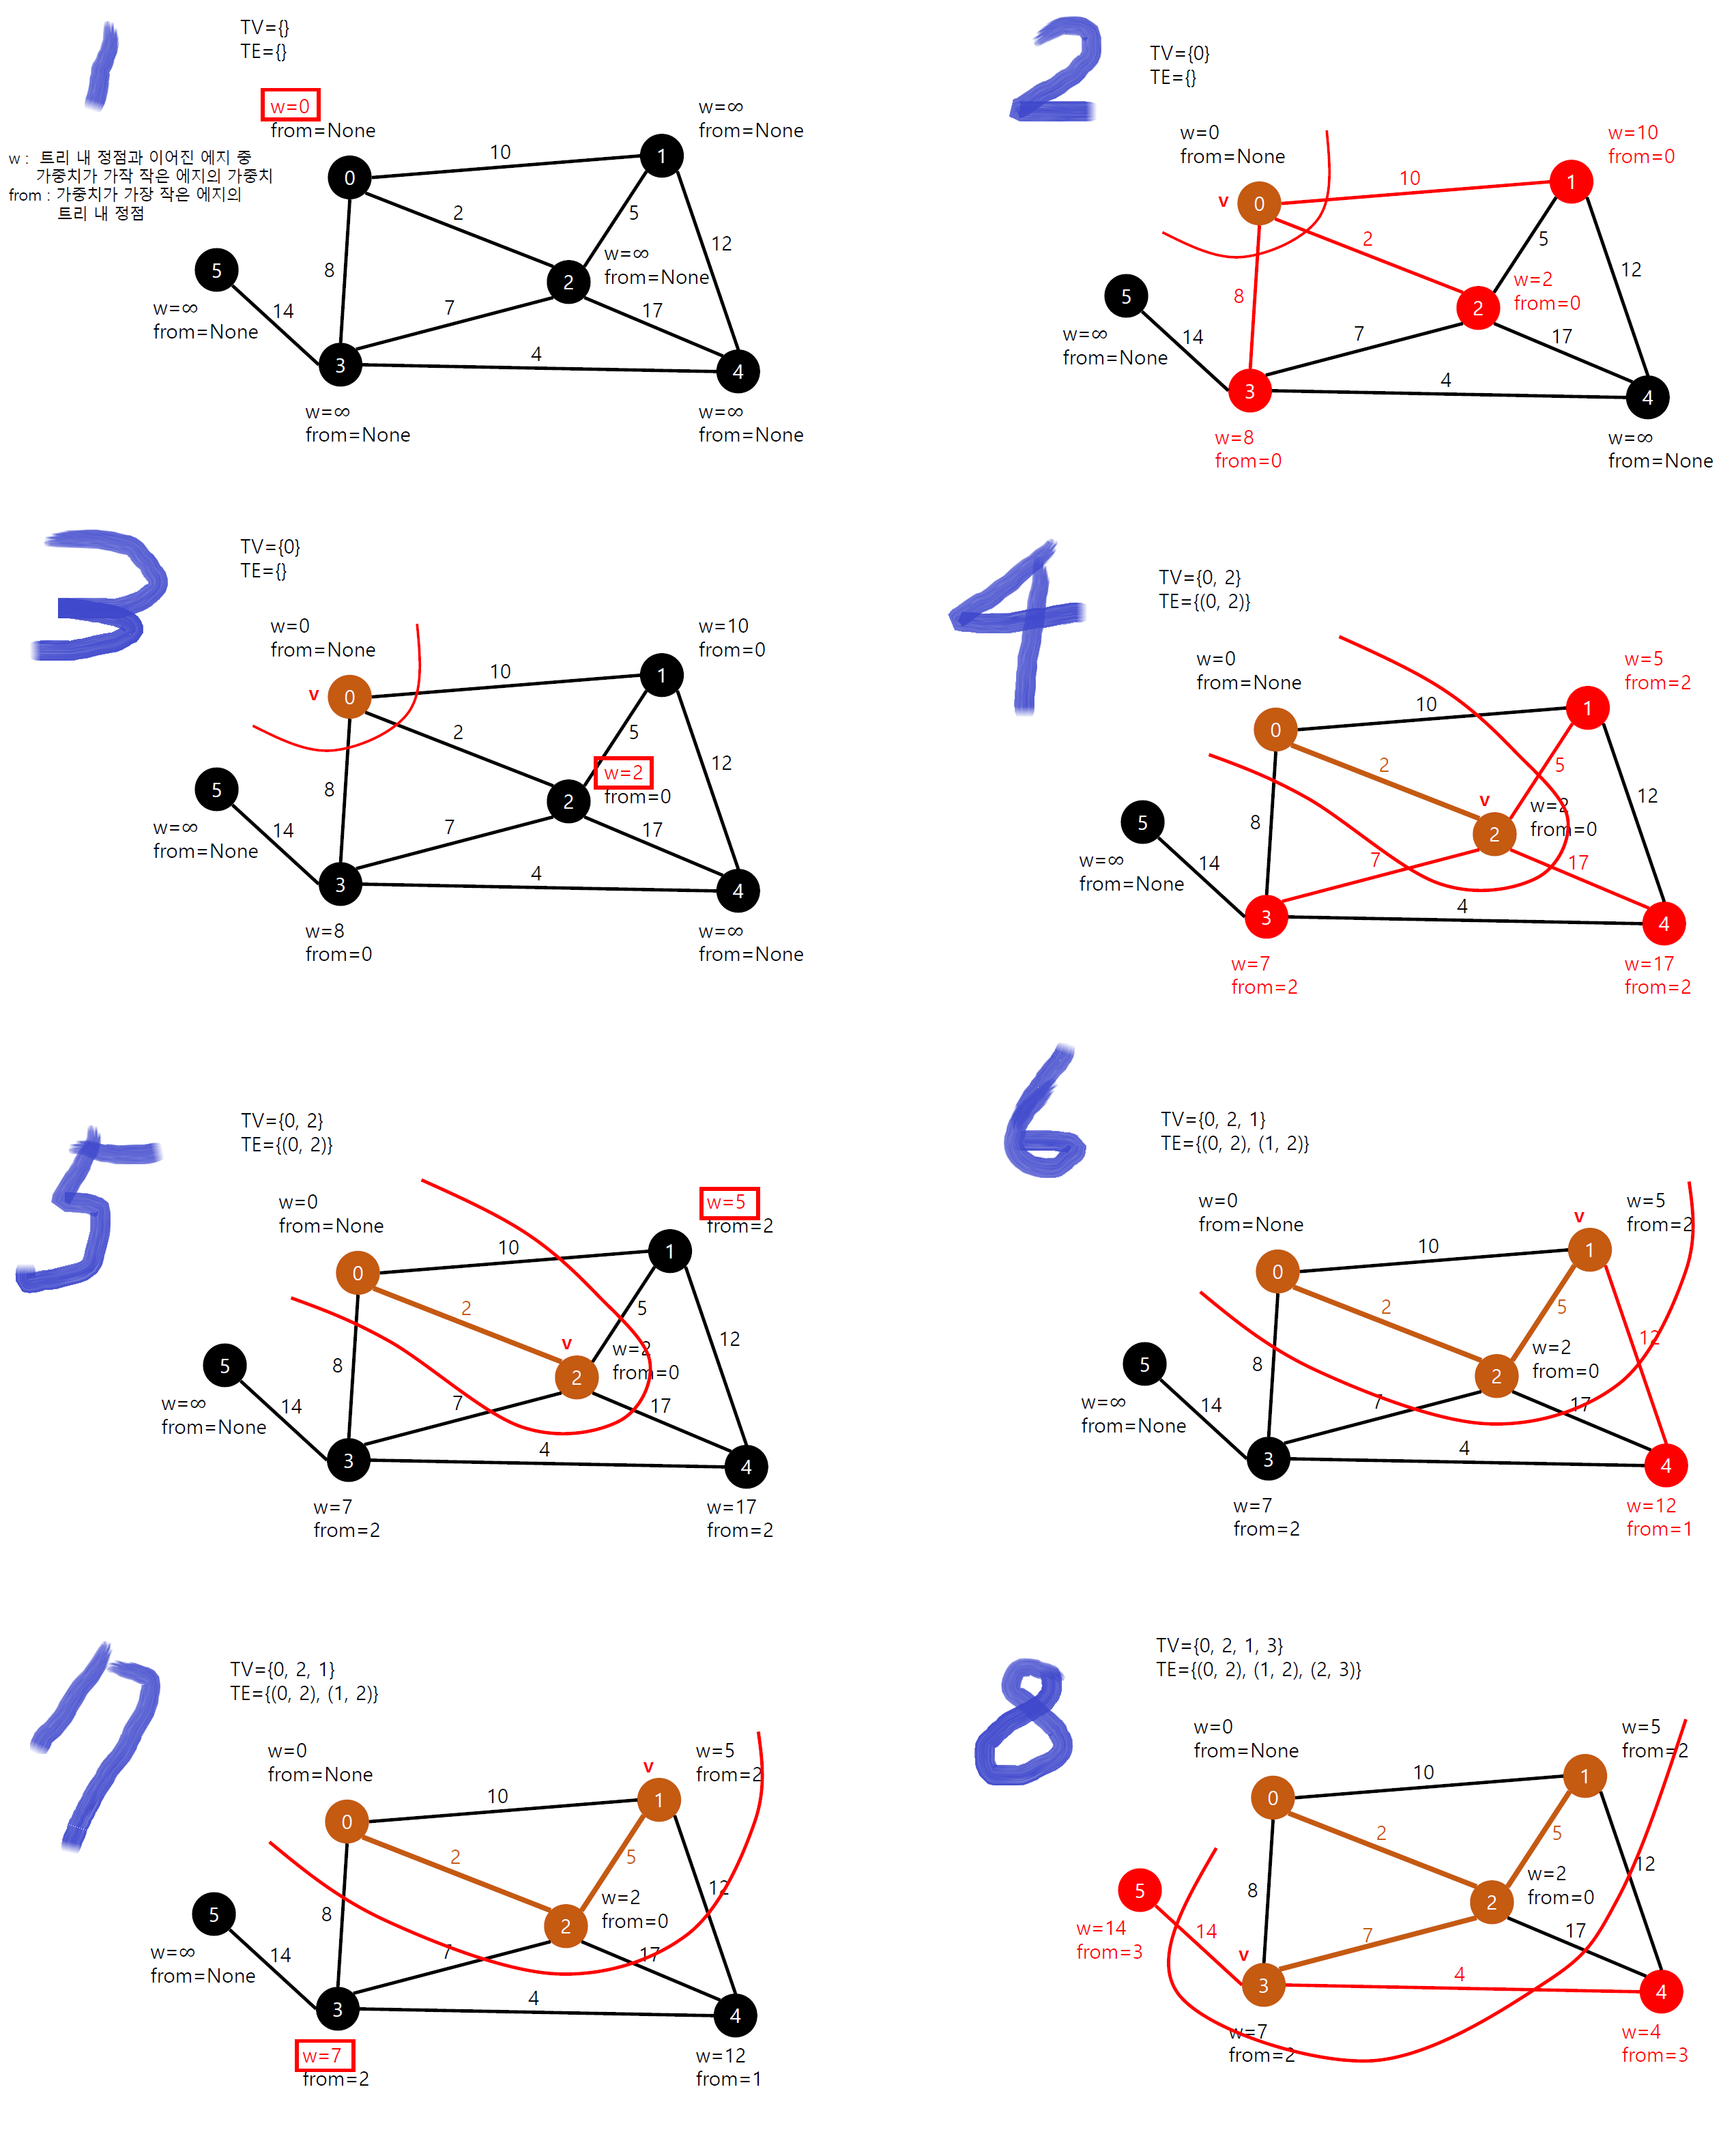 1
TV={}
TE={}
w=0
from=None
w=∞
from=None
w : 트리 내 정점과 이어진 에지 중
가중치가 가작 작은 에지의 가중치
from : 가중치가 가장 작은 에지의
트리 내 정점
10
0
1
2
5
12
w=∞
from=None
8
5
2
w=∞
from=None
14
7
17
4
3
4
w=∞
from=None
w=∞
from=None
2
TV={0}
TE={}
w=0
from=None
w=10
from=0
v
0
10
1
2
5
12
w=2
from=0
8
5
2
w=∞
from=None
14
7
17
4
3
4
w=8
from=0
w=∞
from=None
3
TV={0}
TE={}
w=0
from=None
w=10
from=0
v
0
10
1
2
5
12
w=2
from=0
8
5
2
w=∞
from=None
14
7
17
4
3
4
w=8
from=0
w=∞
from=None
4
TV={0, 2}
TE={(0, 2)}
w=0
from=None
w=5
from=2
10
0
1
2
5
12
v
w=2
from=0
8
5
2
w=∞
from=None
14
7
17
4
3
4
w=7
from=2
w=17
from=2
5
TV={0, 2}
TE={(0, 2)}
w=0
from=None
w=5
from=2
10
0
1
2
5
12
v
w=2
from=0
8
5
2
w=∞
from=None
14
7
17
4
3
4
w=7
from=2
w=17
from=2
6
TV={0, 2, 1}
TE={(0, 2), (1, 2)}
w=0
from=None
v
w=5
from=2
10
0
1
2
5
12
w=2
from=0
8
5
2
w=∞
from=None
14
7
17
4
3
4
w=7
from=2
w=12
from=1
7
TV={0, 2, 1}
TE={(0, 2), (1, 2)}
w=0
from=None
v
w=5
from=2
10
0
1
2
5
12
w=2
from=0
8
5
2
w=∞
from=None
14
7
17
4
3
4
w=7
from=2
w=12
from=1
8
TV={0, 2, 1, 3}
TE={(0, 2), (1, 2), (2, 3)}
w=0
from=None
w=5
from=2
10
0
1
2
5
12
w=2
from=0
8
5
2
w=14
from=3
14
7
17
v
4
3
4
w=7
from=2
w=4
from=3